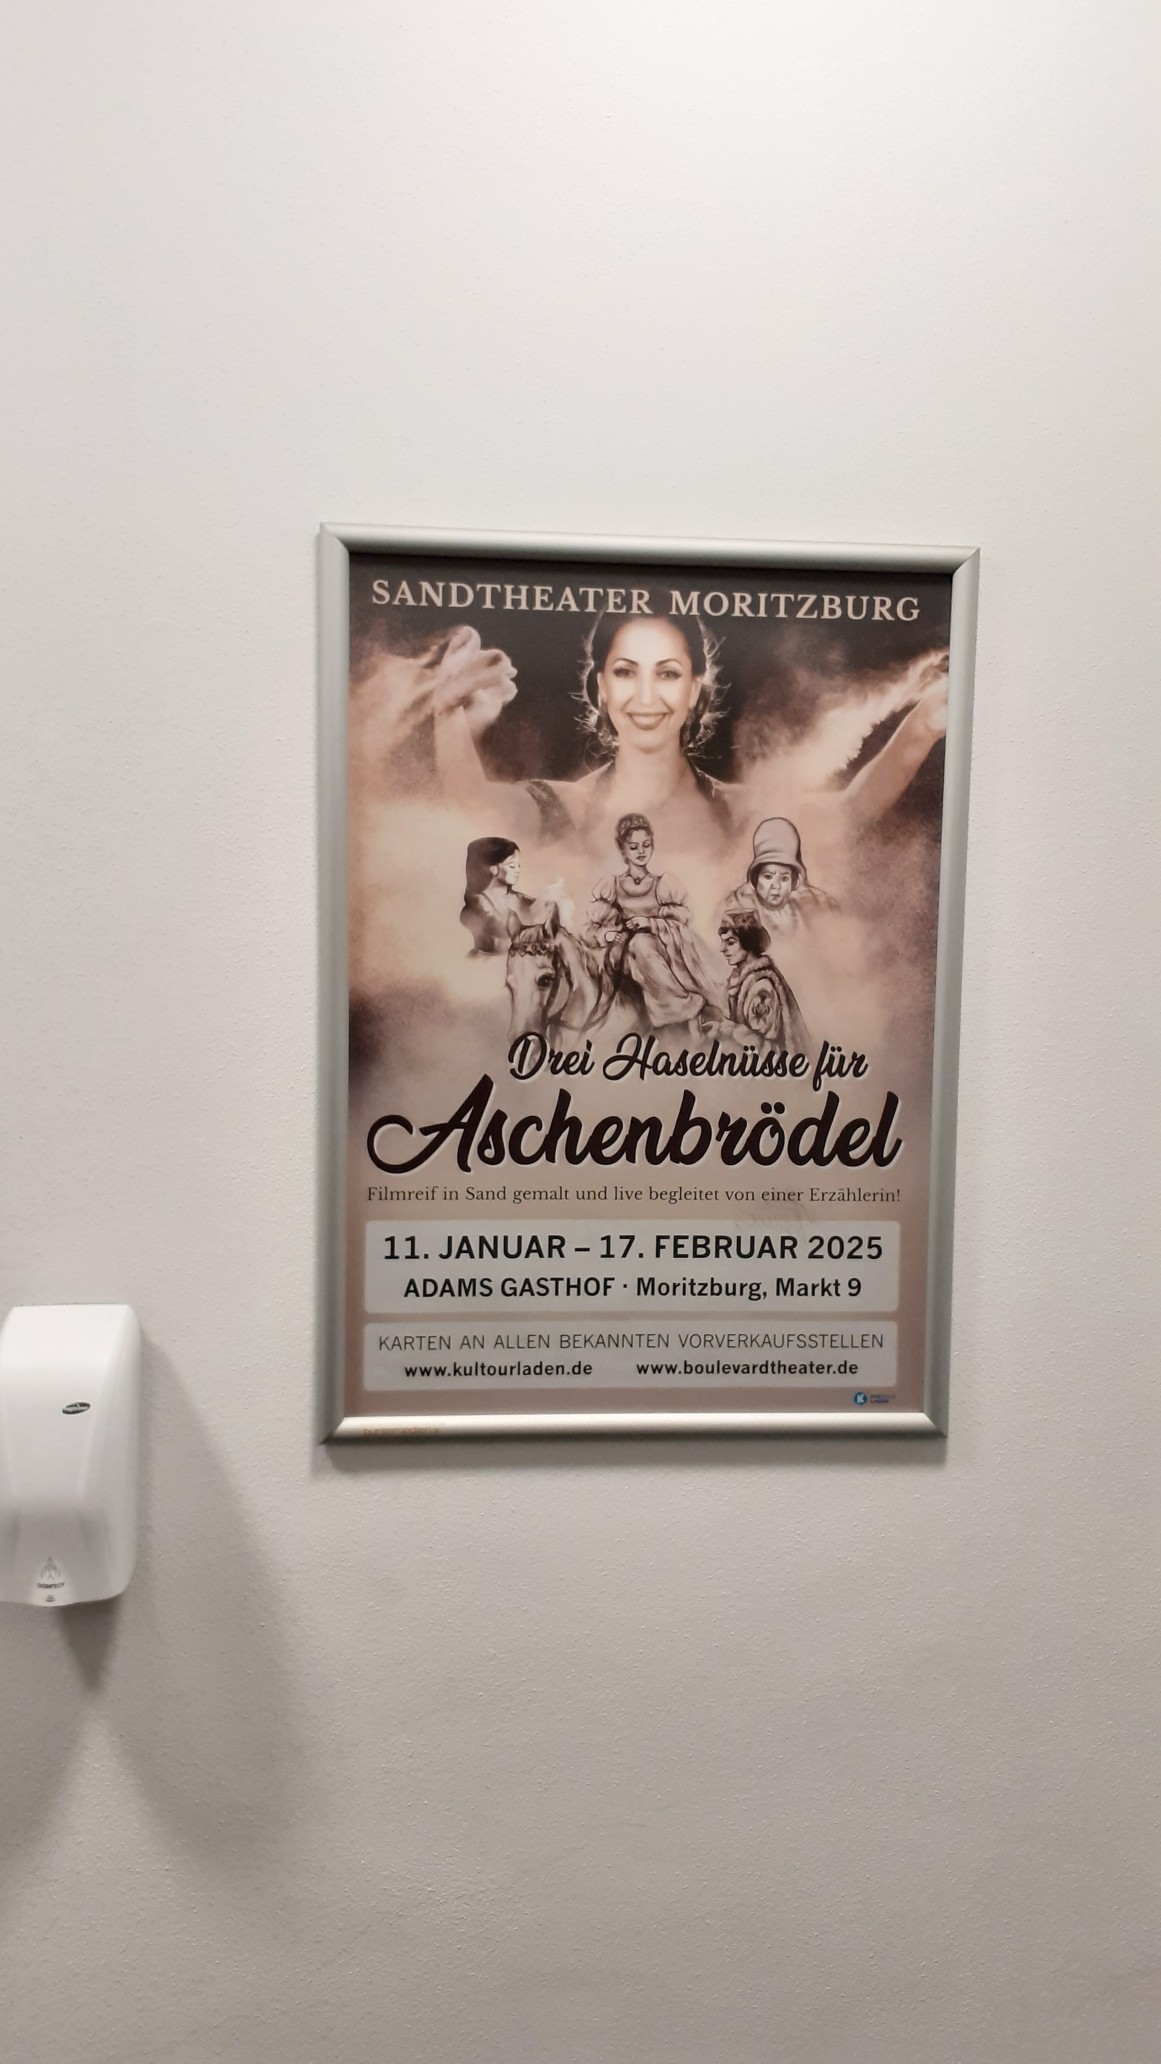 SANDTHEATER MORITZBURG
Drei Haselnüsse für
Aschenbrödel
Filmreif in Sand gemalt und live begleitet von einer Erzählerin!
11. JANUAR – 17. FEBRUAR 2025
ADAMS GASTHOF · Moritzburg, Markt 9
KARTEN AN ALLEN BEKANNTEN VORVERKAUFSSTELLEN
www.kultourladen.de www.boulevardtheater.de